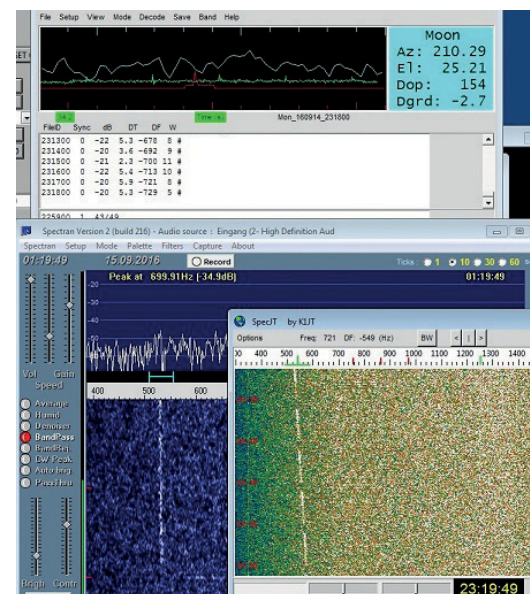 File Setup View Mode Decode Save Band Help
Moon
Az: 210.29
El: 25.21
Dop: 154
Dgrd: -2.7
Mon_160914_231800
FileID Sync dB DT DF W
231300 0 -22 5.3 -678 8 #
231400 0 -20 3.6 -692 9 #
231500 0 -21 2.3 -700 11 #
231600 0 -22 5.4 -713 10 #
231700 0 -20 5.9 -721 8 #
231800 0 -20 5.3 -729 5 #
225900 1 43/49
Spectran Version 2 (build 216) - Audio source : Eingang (2- High Definition Aud
Spectran Setup Mode Palette Filters Capture About
01:19:49 15.09.2016 Record Ticks: 1 10 30 60
Peak at 699.91Hz [-34.9dB] 01:19:49
-20
-30
-40
-50
Vol Gain
Speed
400 500 600
Average
Humd
Denoiser
BandPass
BandRej
CW Peak
Auto brig
PassThru
Brigh Contr
SpecJT by K1JT
Options Freq: 721 DF: -549 (Hz) BW < | >
400 500 600 700 800 900 1000 1100 1200 1300 1400
23:19:49